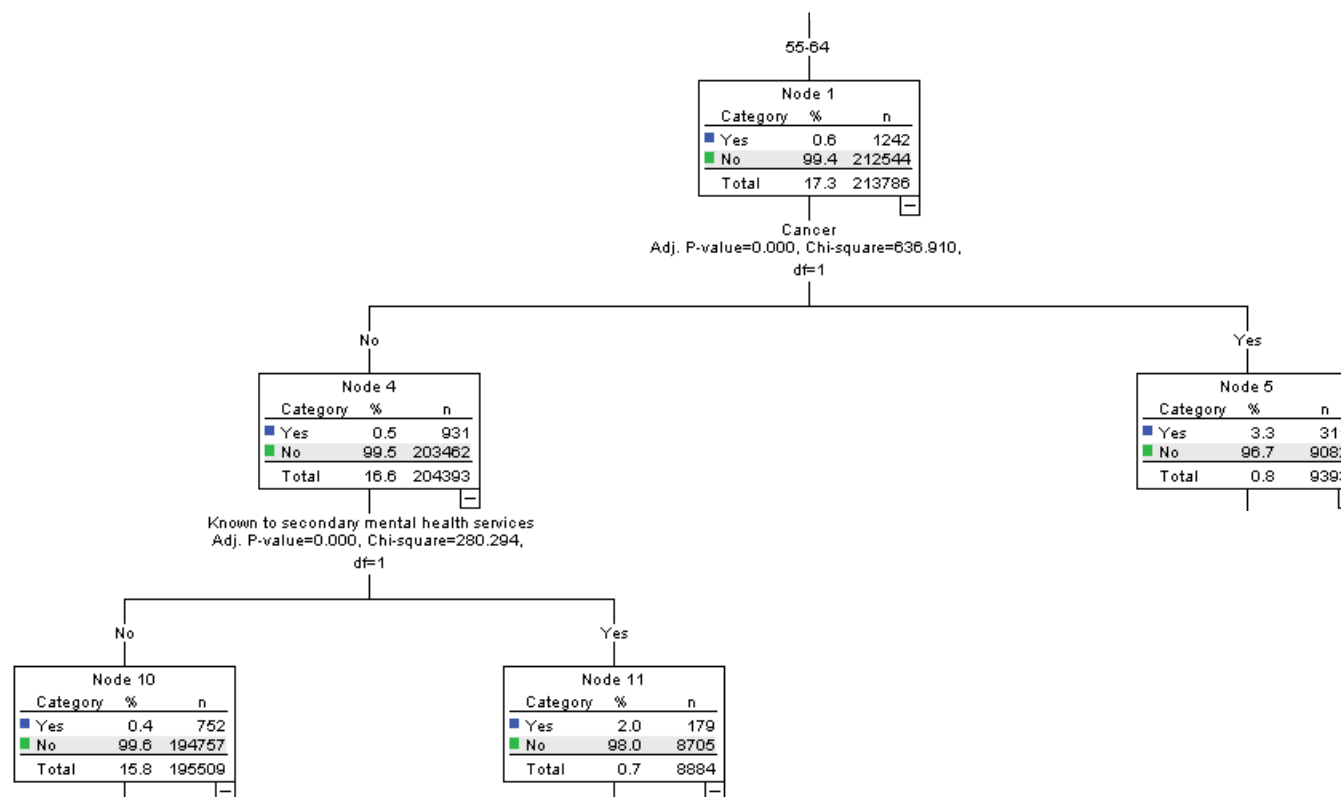 55-64
Node 1
Category % n
Yes 0.6 1242
No 99.4 212544
Total 17.3 213786
Cancer
Adj. P-value=0.000, Chi-square=636.910,
df=1
No
Yes
Node 4
Category % n
Yes 0.5 931
No 99.5 203462
Total 16.6 204393
Node 5
Category % n
Yes 3.3 31
No 96.7 908
Total 0.8 939
Known to secondary mental health services
Adj. P-value=0.000, Chi-square=280.294,
df=1
No
Yes
Node 10
Category % n
Yes 0.4 752
No 99.6 194757
Total 15.8 195509
Node 11
Category % n
Yes 2.0 179
No 98.0 8705
Total 0.7 8884